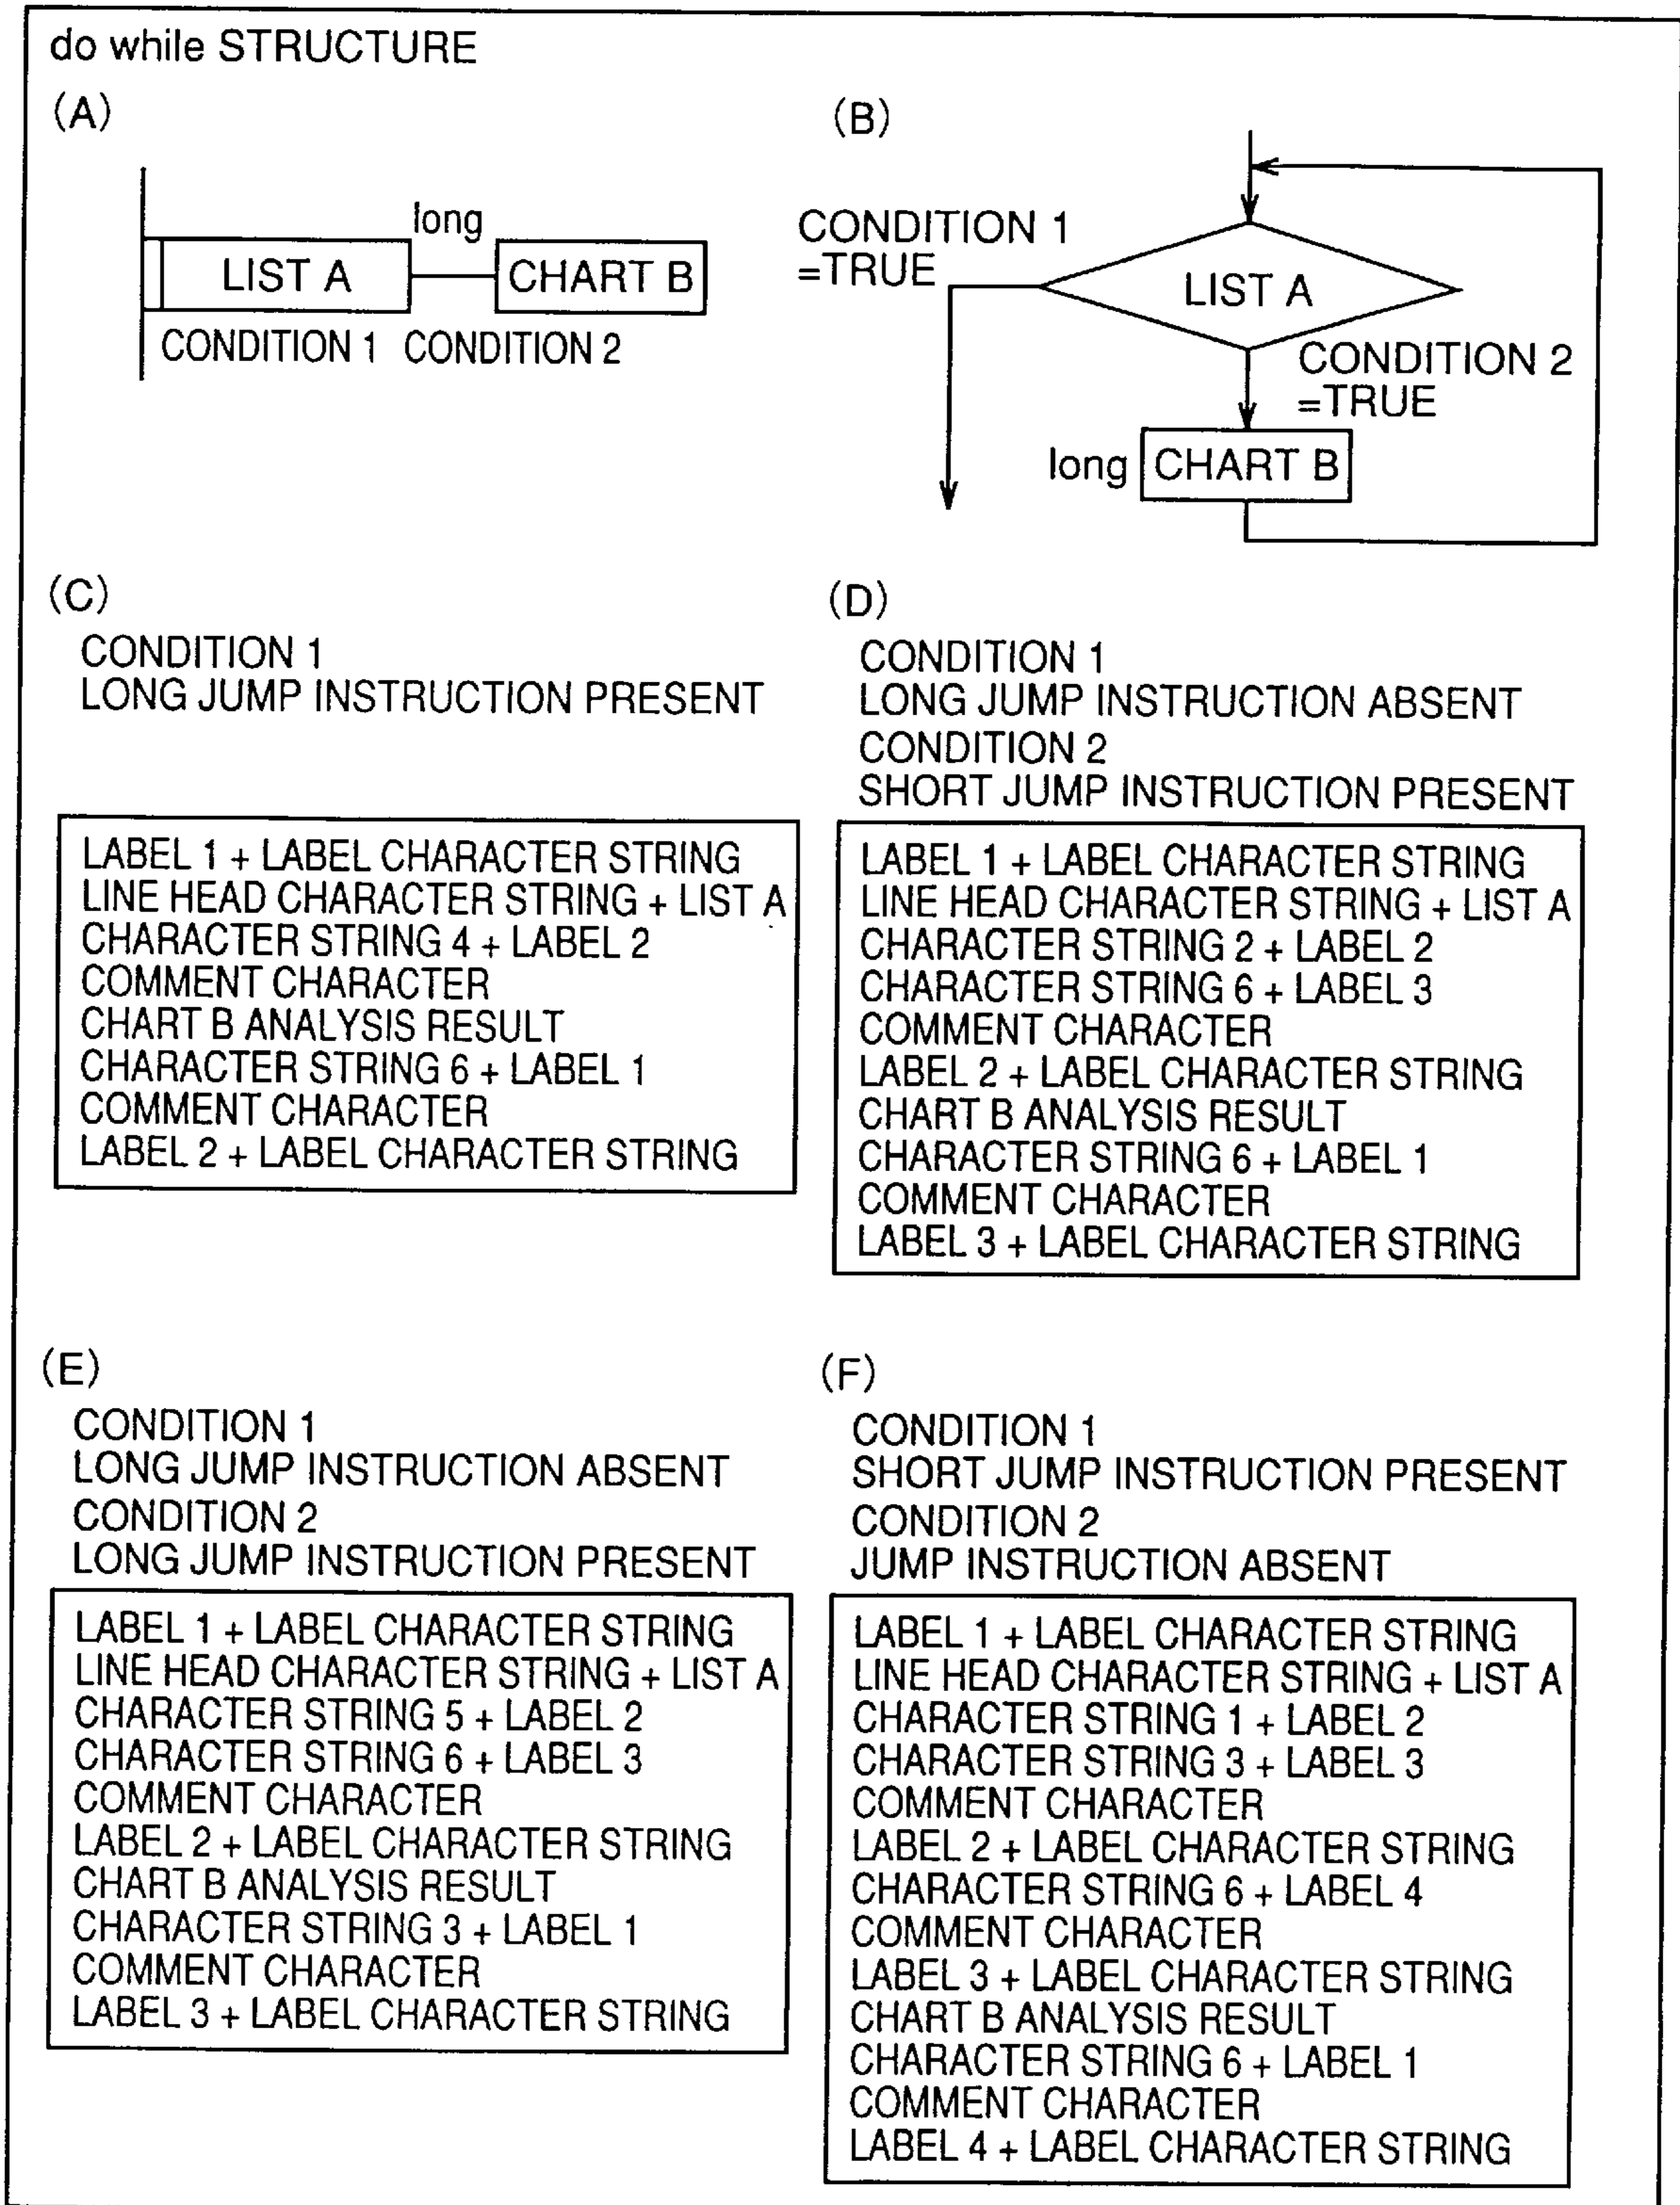 do while STRUCTURE
(A)
long
LIST A
CHART B
CONDITION 1 CONDITION 2
(B)
CONDITION 1
=TRUE
LIST A
CONDITION 2
=TRUE
long CHART B
(C)
CONDITION 1
LONG JUMP INSTRUCTION PRESENT
LABEL 1 + LABEL CHARACTER STRING
LINE HEAD CHARACTER STRING + LIST A
CHARACTER STRING 4 + LABEL 2
COMMENT CHARACTER
CHART B ANALYSIS RESULT
CHARACTER STRING 6 + LABEL 1
COMMENT CHARACTER
LABEL 2 + LABEL CHARACTER STRING
(D)
CONDITION 1
LONG JUMP INSTRUCTION ABSENT
CONDITION 2
SHORT JUMP INSTRUCTION PRESENT
LABEL 1 + LABEL CHARACTER STRING
LINE HEAD CHARACTER STRING + LIST A
CHARACTER STRING 2 + LABEL 2
CHARACTER STRING 6 + LABEL 3
COMMENT CHARACTER
LABEL 2 + LABEL CHARACTER STRING
CHART B ANALYSIS RESULT
CHARACTER STRING 6 + LABEL 1
COMMENT CHARACTER
LABEL 3 + LABEL CHARACTER STRING
(E)
CONDITION 1
LONG JUMP INSTRUCTION ABSENT
CONDITION 2
LONG JUMP INSTRUCTION PRESENT
LABEL 1 + LABEL CHARACTER STRING
LINE HEAD CHARACTER STRING + LIST A
CHARACTER STRING 5 + LABEL 2
CHARACTER STRING 6 + LABEL 3
COMMENT CHARACTER
LABEL 2 + LABEL CHARACTER STRING
CHART B ANALYSIS RESULT
CHARACTER STRING 3 + LABEL 1
COMMENT CHARACTER
LABEL 3 + LABEL CHARACTER STRING
(F)
CONDITION 1
SHORT JUMP INSTRUCTION PRESENT
CONDITION 2
JUMP INSTRUCTION ABSENT
LABEL 1 + LABEL CHARACTER STRING
LINE HEAD CHARACTER STRING + LIST A
CHARACTER STRING 1 + LABEL 2
CHARACTER STRING 3 + LABEL 3
COMMENT CHARACTER
LABEL 2 + LABEL CHARACTER STRING
CHARACTER STRING 6 + LABEL 4
COMMENT CHARACTER
LABEL 3 + LABEL CHARACTER STRING
CHART B ANALYSIS RESULT
CHARACTER STRING 6 + LABEL 1
COMMENT CHARACTER
LABEL 4 + LABEL CHARACTER STRING